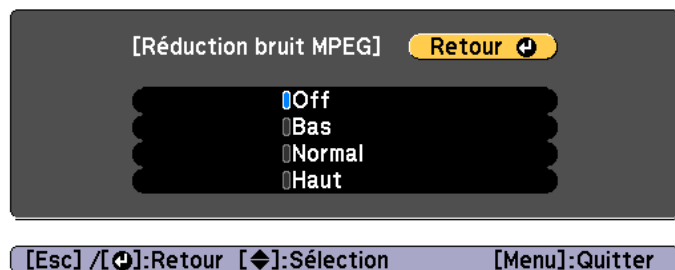 [Réduction bruit MPEG] Retour
Off
Bas
Normal
Haut
[Esc] /[⏎]:Retour [◆]:Sélection [Menu]:Quitter